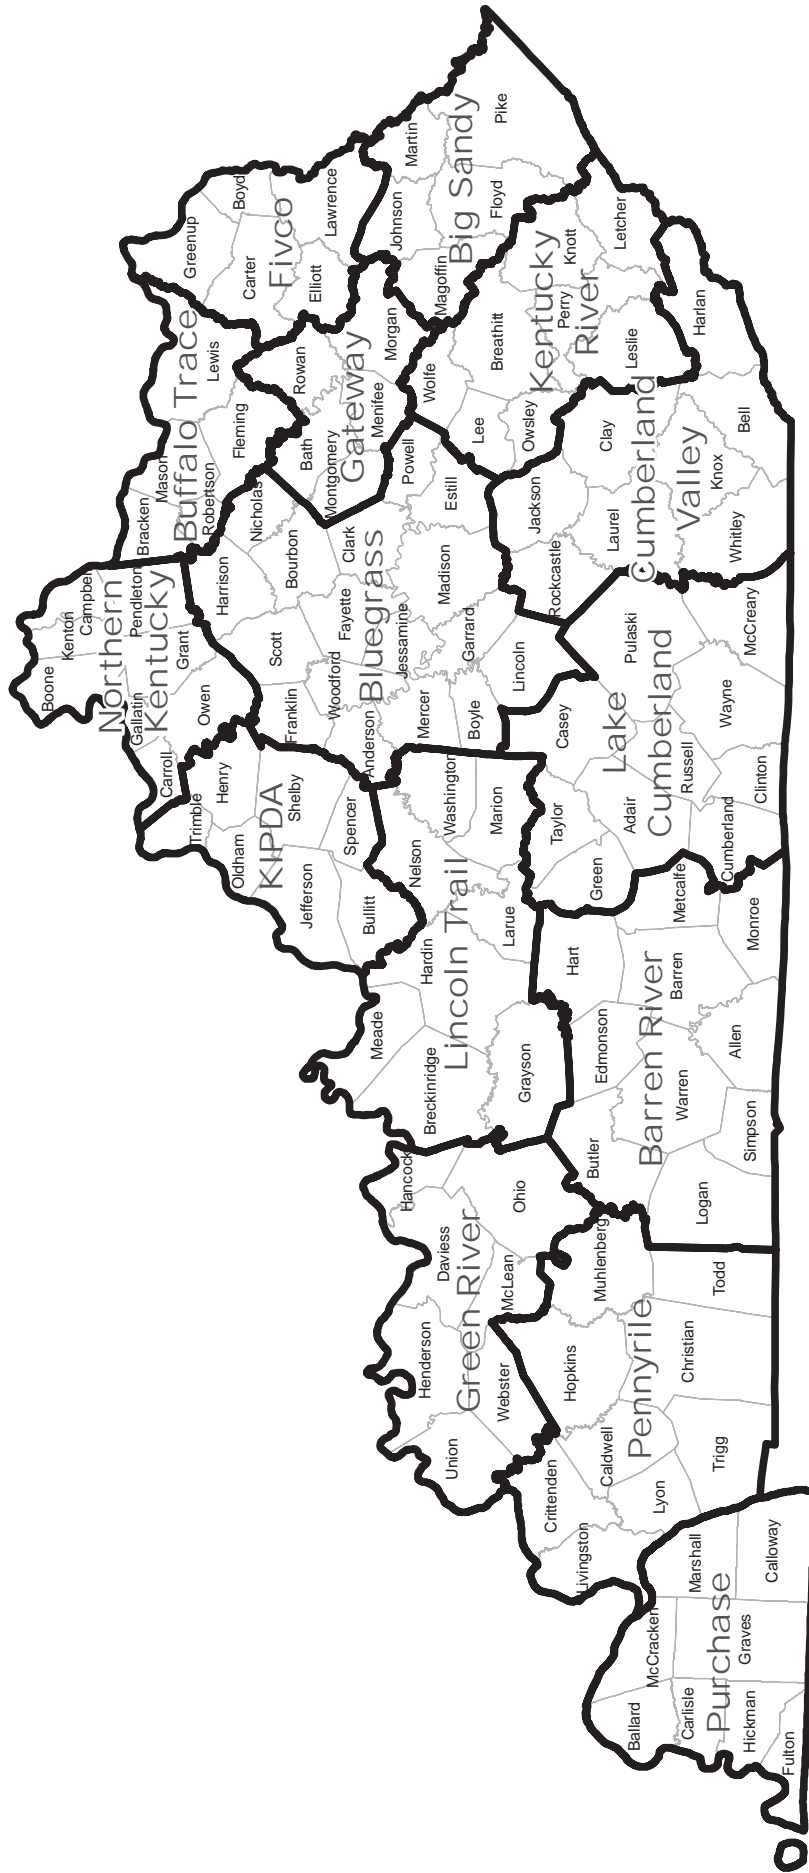 Boone
Kenton
Campbell
Northern
Kentucky
Pendleton
Gallatin
Grant
Carroll
Owen
Bracken
Mason
Robertson
Buffalo Trace
Fleming
Lewis
Greenup
Boyd
Carter
Fivco
Elliott
Lawrence
Rowan
Bath
Gateway
Montgomery
Menifee
Morgan
Martin
Johnson
Big Sandy
Magoffin
Floyd
Pike
Wolfe
Breathitt
Lee
Owsley
Kentucky
River
Perry
Knott
Leslie
Letcher
Harlan
Clay
Jackson
Rockcastle
Laurel
Cumberland
Valley
Knox
Bell
Whitley
Nicholas
Harrison
Bourbon
Scott
Clark
Fayette
Bluegrass
Franklin
Woodford
Jessamine
Powell
Estill
Madison
Garrard
Anderson
Mercer
Boyle
Lincoln
Trimble
Henry
Oldham
KIPDA
Shelby
Jefferson
Spencer
Bullitt
Casey
Pulaski
Lake
Cumberland
McCreary
Wayne
Russell
Taylor
Adair
Green
Clinton
Cumberland
Washington
Marion
Nelson
Lincoln Trail
Larue
Hardin
Meade
Breckinridge
Grayson
Hart
Metcalfe
Monroe
Barren
Barren River
Edmonson
Allen
Warren
Simpson
Butler
Logan
Hancock
Ohio
Daviess
Green River
McLean
Henderson
Webster
Union
Muhlenberg
Todd
Hopkins
Christian
Pennyrile
Caldwell
Trigg
Crittenden
Lyon
Livingston
Marshall
Calloway
McCracken
Purchase
Graves
Ballard
Carlisle
Hickman
Fulton